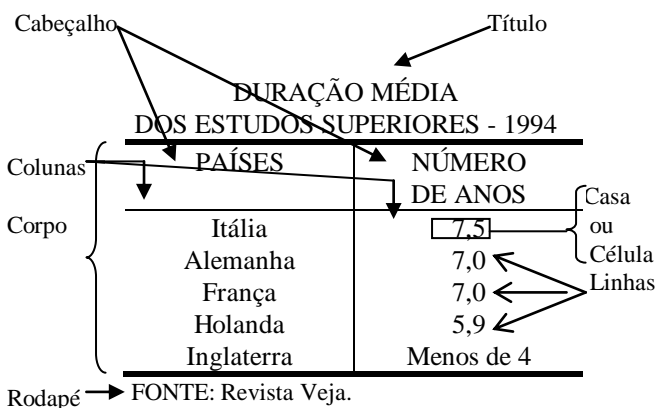 Cabeçalho Título
DURAÇÃO MÉDIA
DOS ESTUDOS SUPERIORES - 1994
Colunas PAÍSES NÚMERO
DE ANOS Casa
Corpo Itália 7,5 ou
Alemanha 7,0 Célula
França 7,0 Linhas
Holanda 5,9
Inglaterra Menos de 4
Rodapé FONTE: Revista Veja.